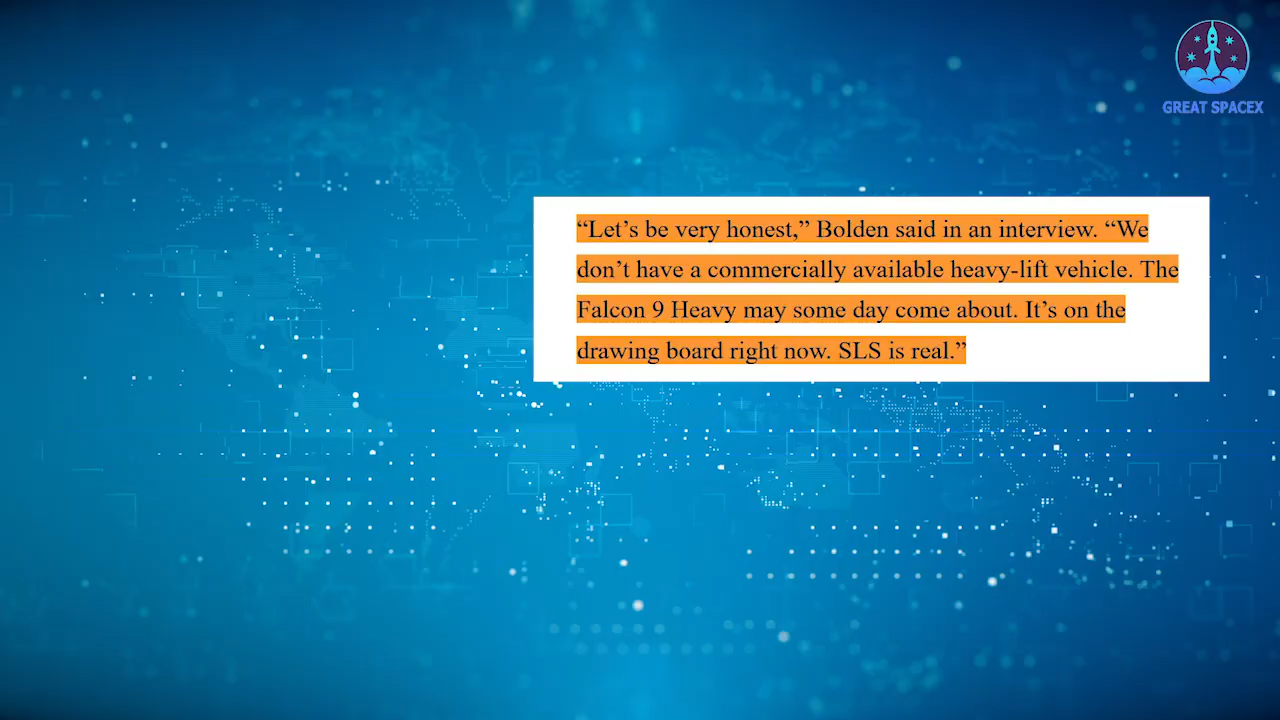 GREAT SPACEX
“Let’s be very honest,” Bolden said in an interview. “We
don’t have a commercially available heavy-lift vehicle. The
Falcon 9 Heavy may some day come about. It’s on the
drawing board right now. SLS is real.”